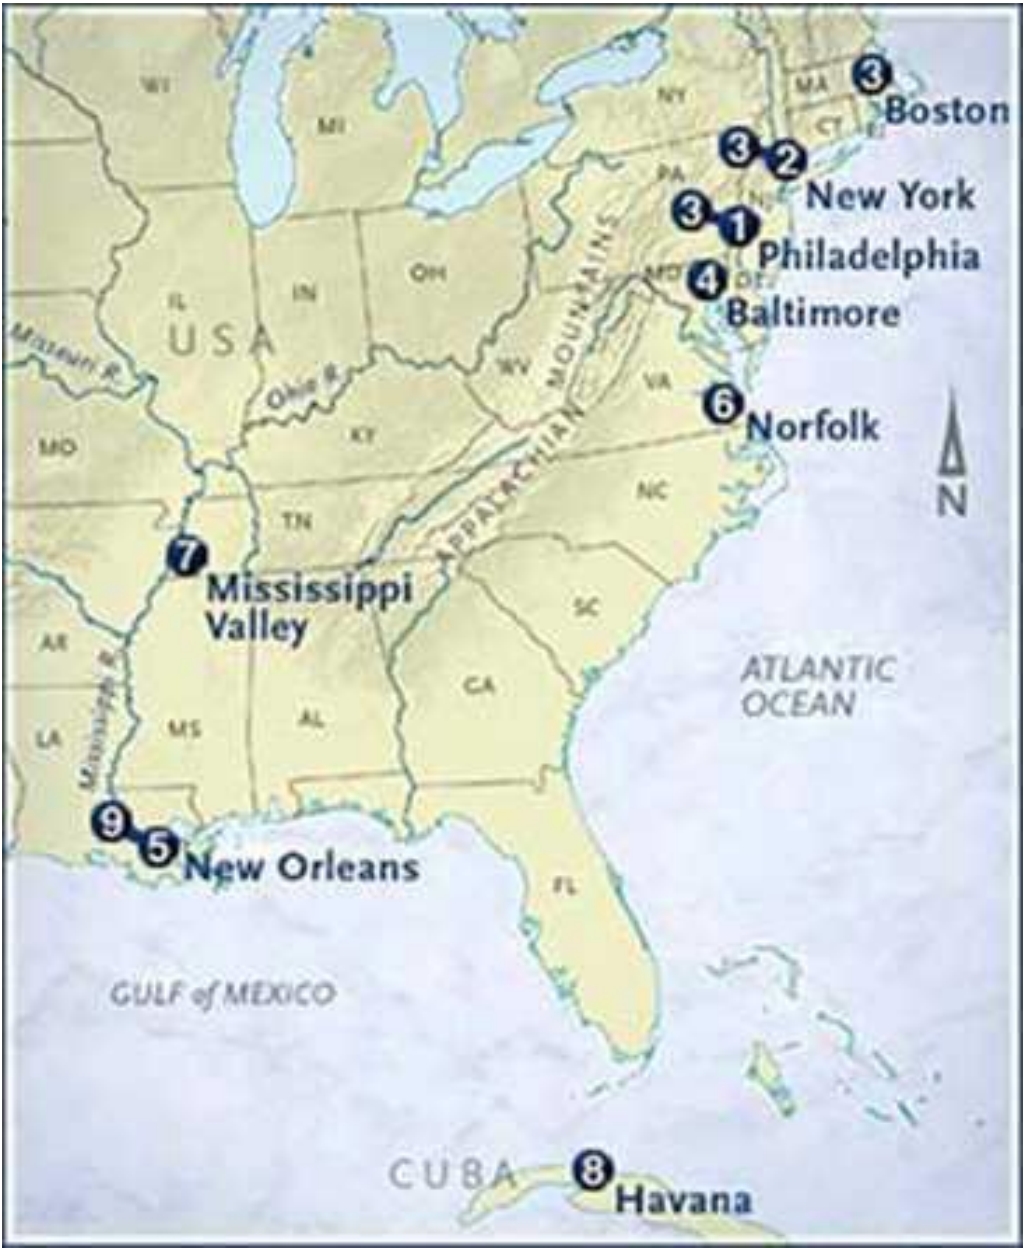 WI
MI
NY
MA
3
Boston
CT
RI
3
2
New York
PA
NJ
3
1
Philadelphia
MD
4
DE
Baltimore
OH
IN
IL
USA
Missouri R.
Ohio R.
WV
VA
APPALACHIAN MOUNTAINS
6
Norfolk
MO
KY
N
NC
TN
7
Mississippi
Valley
AR
SC
ATLANTIC
OCEAN
Mississippi R.
GA
LA
MS
AL
9
5
New Orleans
FL
GULF of MEXICO
CUBA
8
Havana